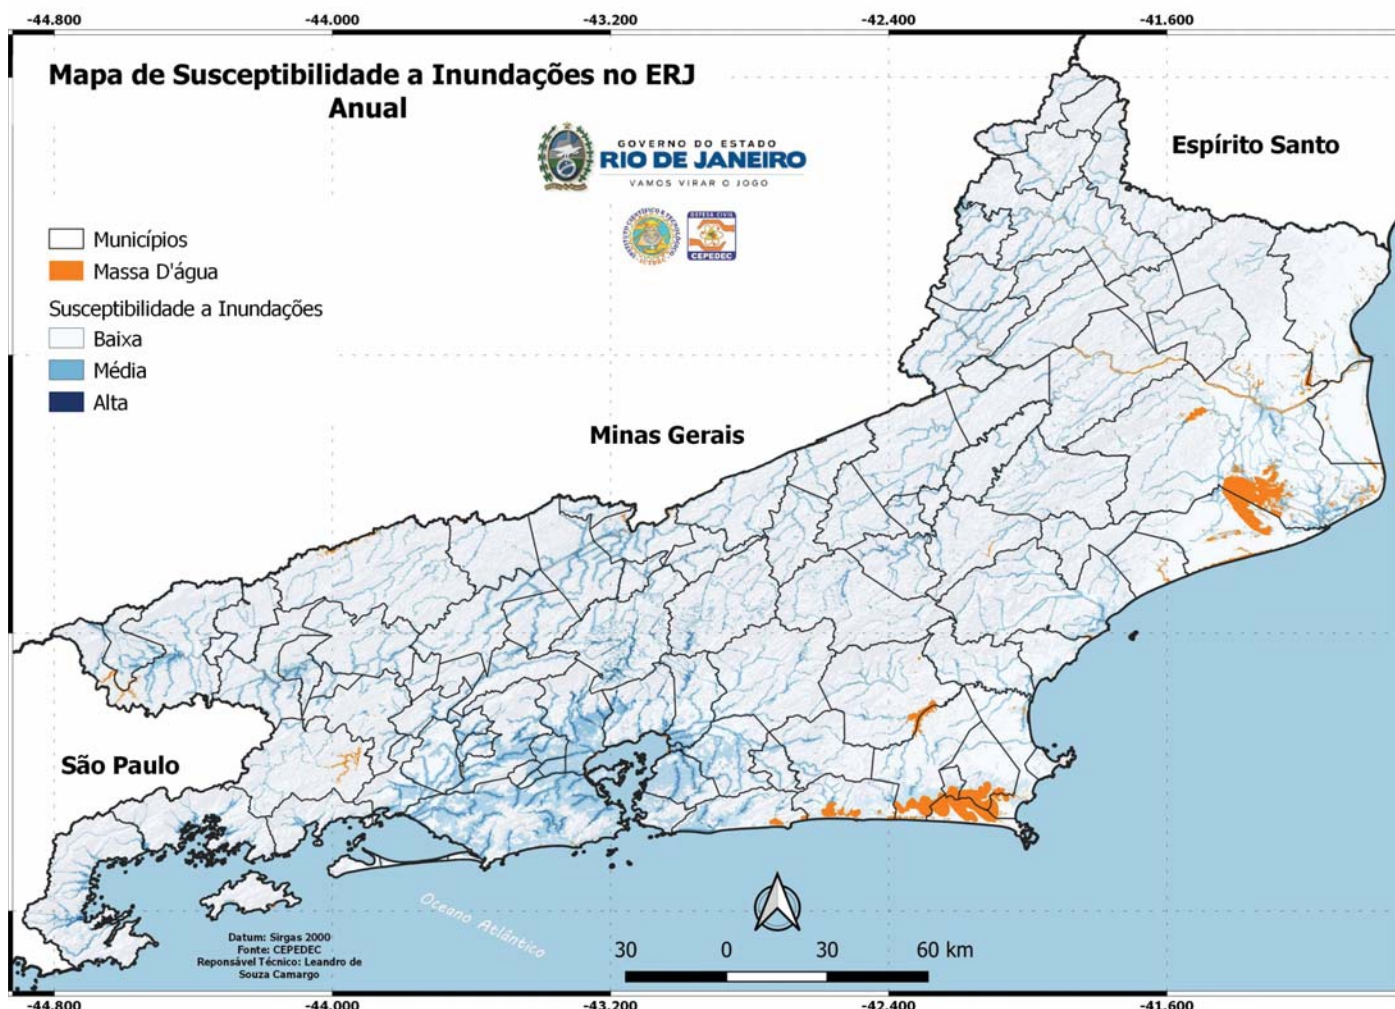 -44.800 -44.000 -43.200 -42.400 -41.600
Mapa de Susceptibilidade a Inundações no ERJ
Anual
GOVERNO DO ESTADO
RIO DE JANEIRO
VAMOS VIRAR O JOGO
Espírito Santo
DEFESA CIVIL
CEPEDEC
Municípios
Massa D'água
Susceptibilidade a Inundações
Baixa
Média
Alta
Minas Gerais
São Paulo
Oceano Atlântico
Datum: Sirgas 2000
Fonte: CEPEDEC
Reponsável Técnico: Leandro de
Souza Camargo
30 0 30 60 km
-44.800 -44.000 -43.200 -42.400 -41.600